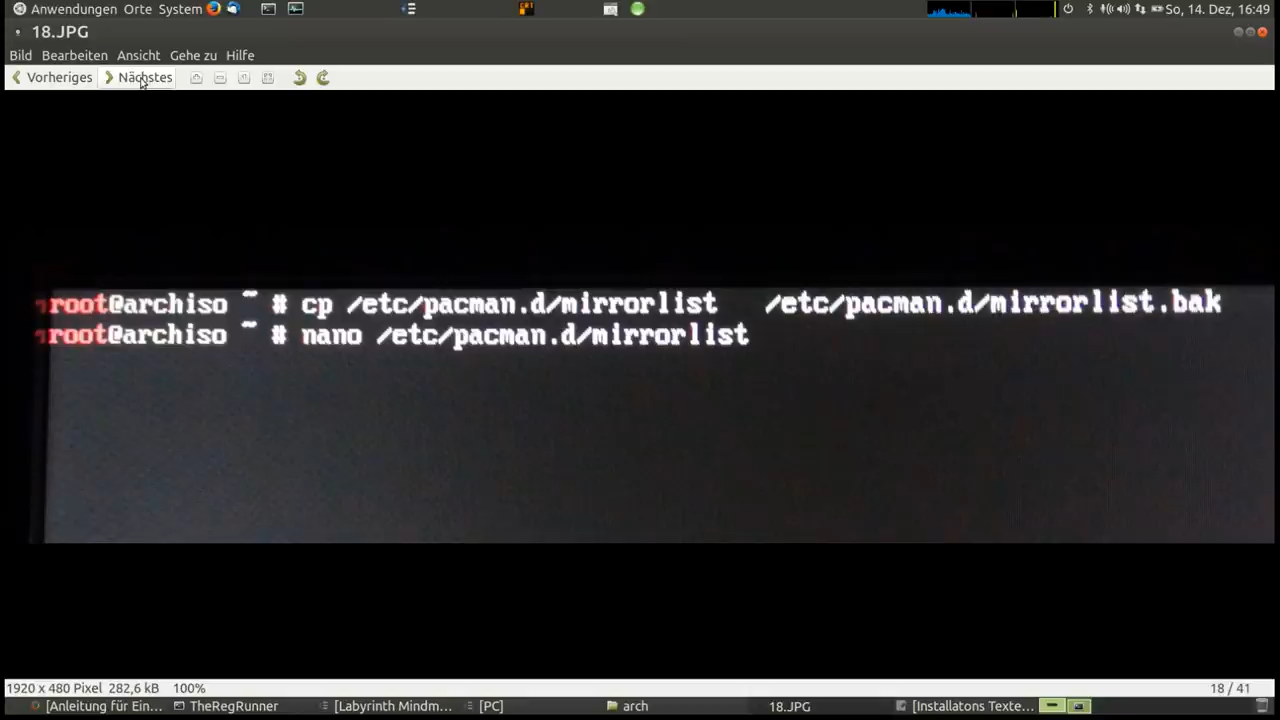 Anwendungen Orte System
So, 14. Dez, 16:49
18.JPG
Bild Bearbeiten Ansicht Gehe zu Hilfe
Vorheriges Nächstes
root@archiso ~ # cp /etc/pacman.d/mirrorlist /etc/pacman.d/mirrorlist.bak
root@archiso ~ # nano /etc/pacman.d/mirrorlist
1920 x 480 Pixel 282,6 kB 100% 18 / 41
[Anleitung für Ein... TheRegRunner [Labyrinth Mindm... [PC] arch 18.JPG [Installatons Texte...